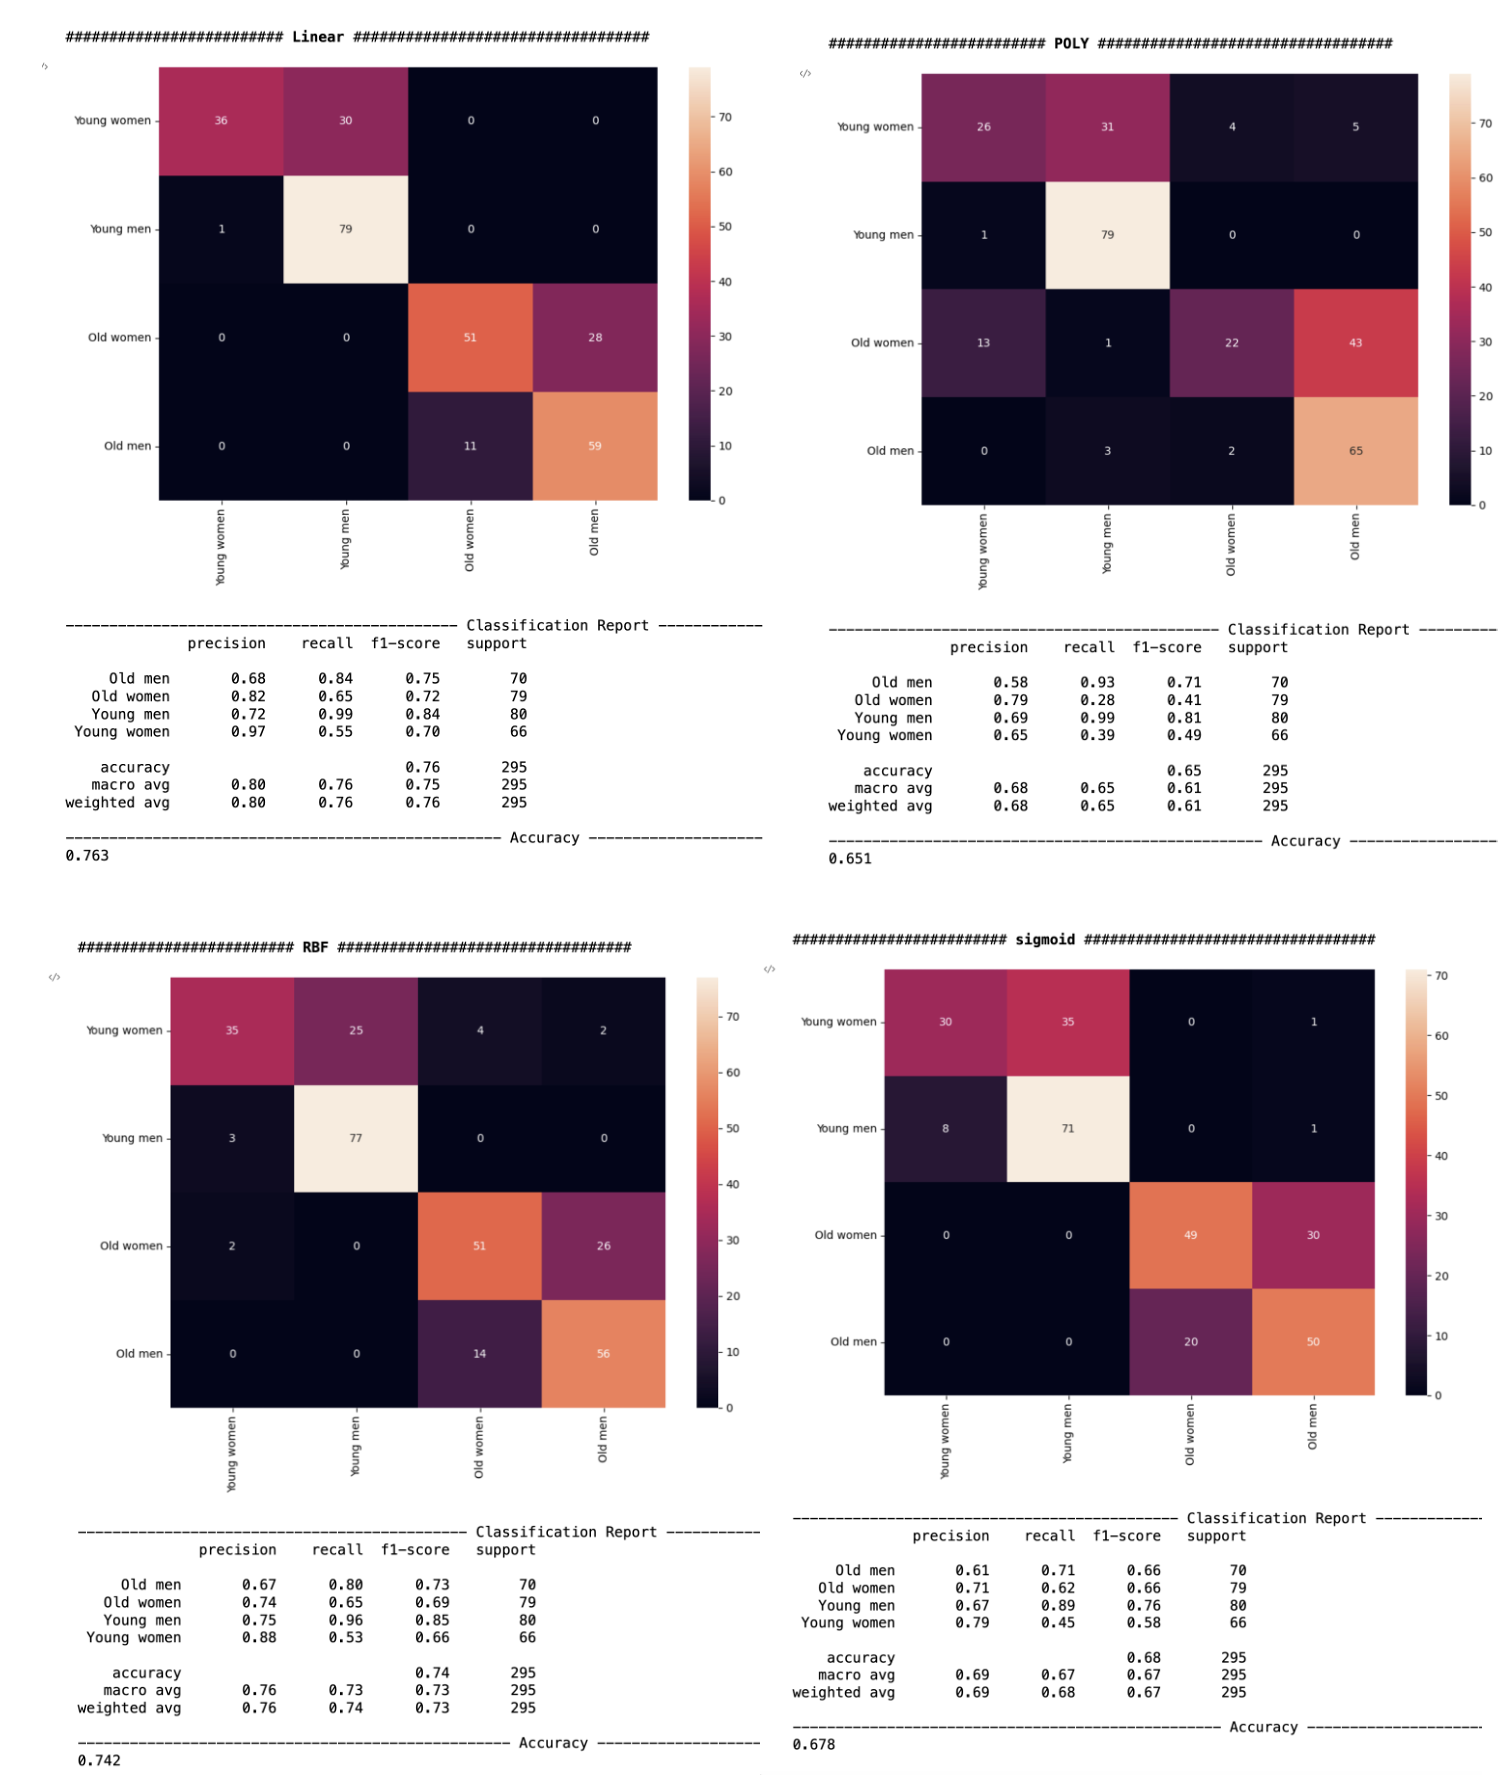 ######################### Linear ##################################
Young women 36 30 0 0
Young men 1 79 0 0
Old women 0 0 51 28
Old men 0 0 11 59
70
60
50
40
30
20
10
0
Young women Young men Old women Old men
--------------------------------------------- Classification Report ------------
precision recall f1-score support
Old men 0.68 0.84 0.75 70
Old women 0.82 0.65 0.72 79
Young men 0.72 0.99 0.84 80
Young women 0.97 0.55 0.70 66
accuracy 0.76 295
macro avg 0.80 0.76 0.75 295
weighted avg 0.80 0.76 0.76 295
-------------------------------------------------- Accuracy --------------------
0.763
######################### POLY ##################################
Young women 26 31 4 5
Young men 1 79 0 0
Old women 13 1 22 43
Old men 0 3 2 65
70
60
50
40
30
20
10
0
Young women Young men Old women Old men
--------------------------------------------- Classification Report ---------
precision recall f1-score support
Old men 0.58 0.93 0.71 70
Old women 0.79 0.28 0.41 79
Young men 0.69 0.99 0.81 80
Young women 0.65 0.39 0.49 66
accuracy 0.65 295
macro avg 0.68 0.65 0.61 295
weighted avg 0.68 0.65 0.61 295
-------------------------------------------------- Accuracy -----------------
0.651
######################### RBF ##################################
Young women 35 25 4 2
Young men 3 77 0 0
Old women 2 0 51 26
Old men 0 0 14 56
70
60
50
40
30
20
10
0
Young women Young men Old women Old men
--------------------------------------------- Classification Report -----------
precision recall f1-score support
Old men 0.67 0.80 0.73 70
Old women 0.74 0.65 0.69 79
Young men 0.75 0.96 0.85 80
Young women 0.88 0.53 0.66 66
accuracy 0.74 295
macro avg 0.76 0.73 0.73 295
weighted avg 0.76 0.74 0.73 295
-------------------------------------------------- Accuracy -------------------
0.742
######################### sigmoid ##################################
Young women 30 35 0 1
Young men 8 71 0 1
Old women 0 0 49 30
Old men 0 0 20 50
70
60
50
40
30
20
10
0
Young women Young men Old women Old men
--------------------------------------------- Classification Report ------------
precision recall f1-score support
Old men 0.61 0.71 0.66 70
Old women 0.71 0.62 0.66 79
Young men 0.67 0.89 0.76 80
Young women 0.79 0.45 0.58 66
accuracy 0.68 295
macro avg 0.69 0.67 0.67 295
weighted avg 0.69 0.68 0.67 295
-------------------------------------------------- Accuracy --------------------
0.678